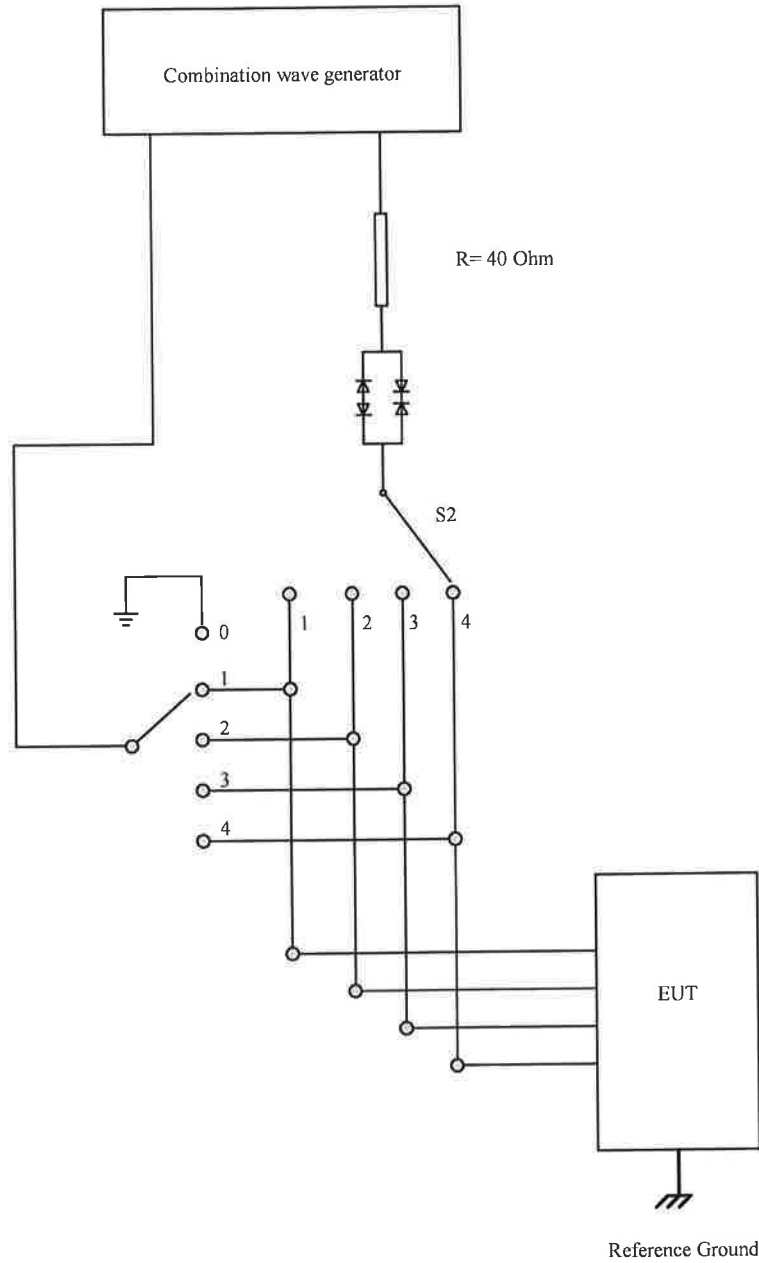 Combination wave generator
R= 40 Ohm
S2
0
1
2
3
4
1
2
3
4
EUT
Reference Ground